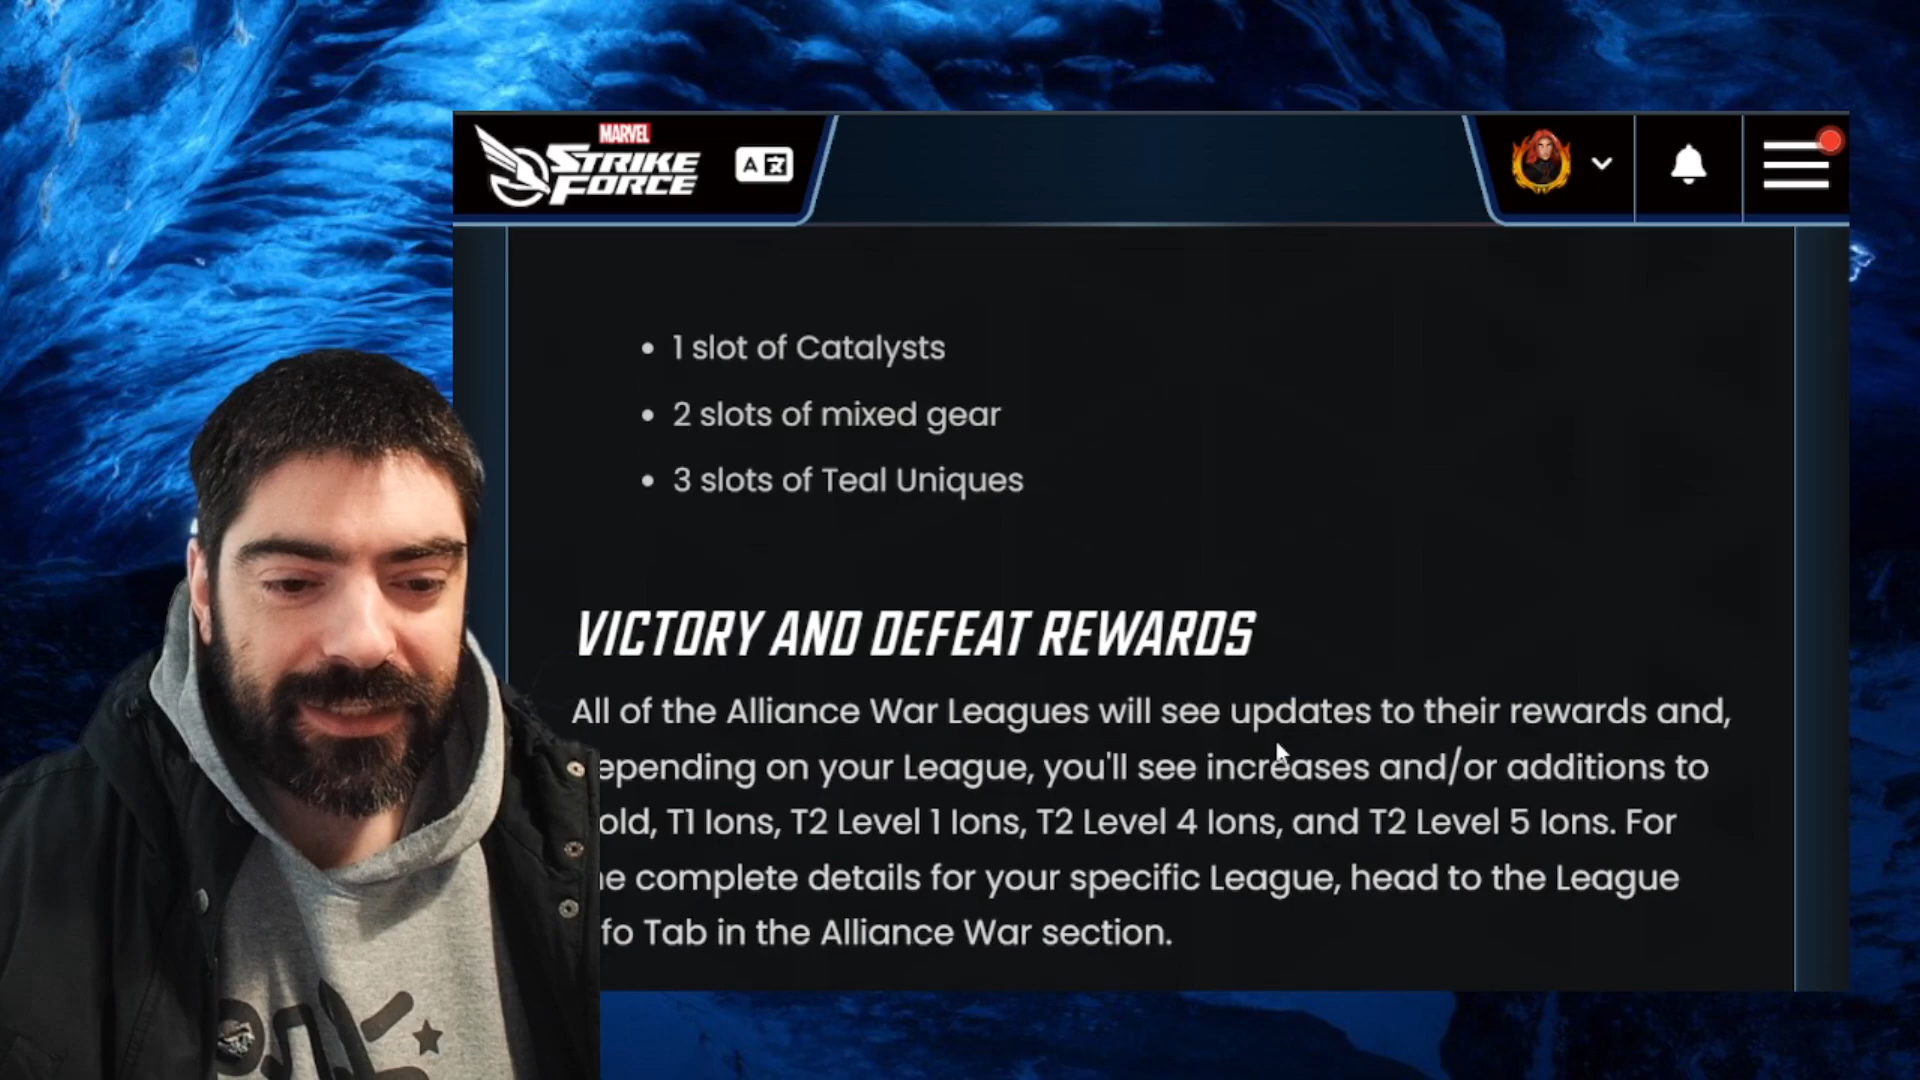 MARVEL
STRIKE
FORCE
A
1 slot of Catalysts
2 slots of mixed gear
3 slots of Teal Uniques
VICTORY AND DEFEAT REWARDS
All of the Alliance War Leagues will see updates to their rewards and,
epending on your League, you'll see increases and/or additions to
old, T1 Ions, T2 Level 1 Ions, T2 Level 4 Ions, and T2 Level 5 Ions. For
e complete details for your specific League, head to the League
fo Tab in the Alliance War section.